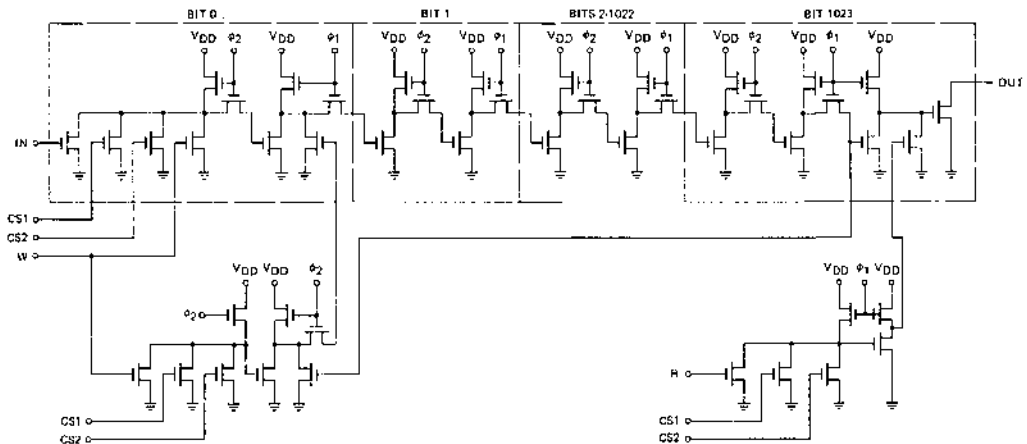 BIT 0 BIT 1 BITS 2-1022 BIT 1023
VDD ϕ2 VDD ϕ1 VDD ϕ2 VDD ϕ1 VDD ϕ2 VDD ϕ1 VDD ϕ2 VDD ϕ1 VDD
OUT
IN
CS1
CS2
W
VDD VDD ϕ2
VDD ϕ1 VDD
ϕ2
R
CS1
CS2
CS1
CS2